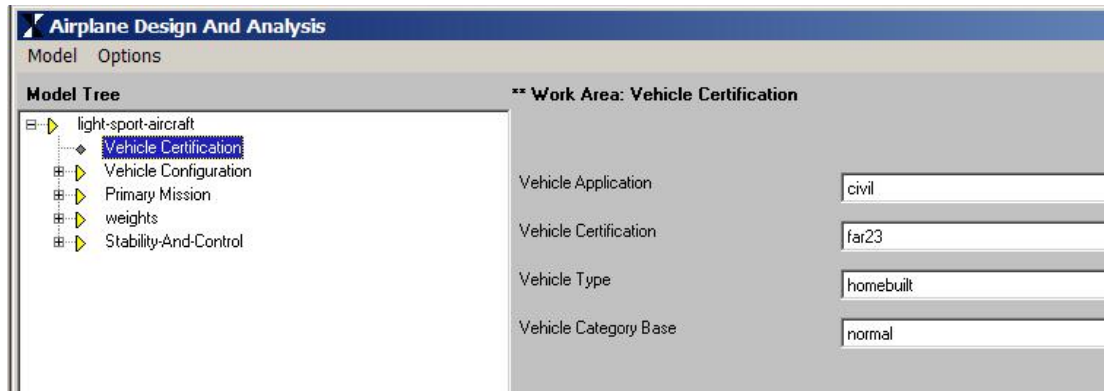 Airplane Design And Analysis
Model Options
Model Tree
light-sport-aircraft
Vehicle Certification
Vehicle Configuration
Primary Mission
weights
Stability-And-Control
** Work Area: Vehicle Certification
Vehicle Application civil
Vehicle Certification far23
Vehicle Type homebuilt
Vehicle Category Base normal